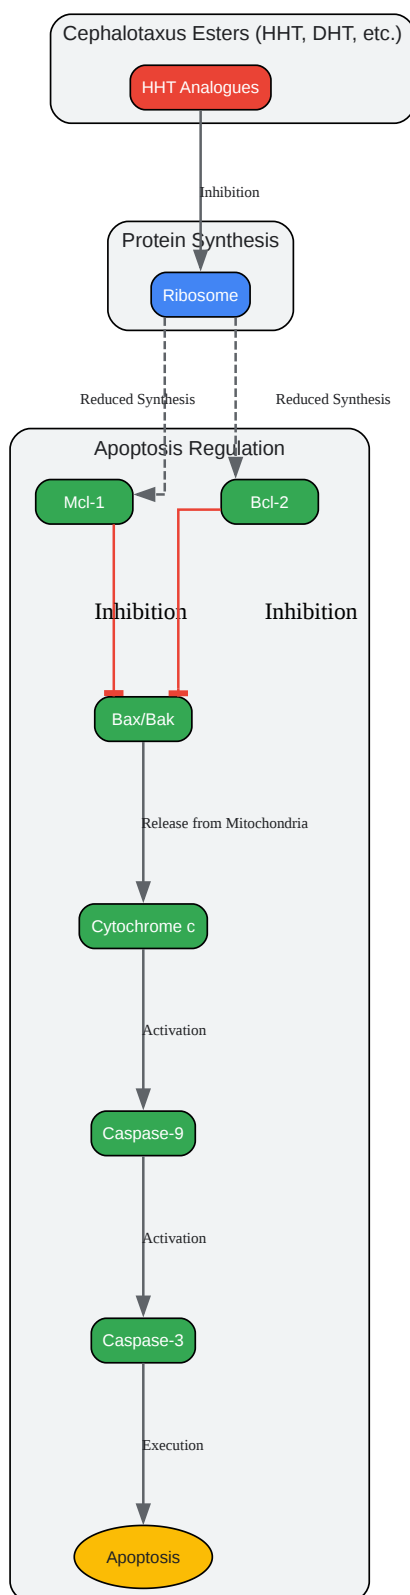 Cephalotaxus Esters (HHT, DHT, etc.)
HHT Analogues
Inhibition
Protein Synthesis
Ribosome
Reduced Synthesis
Reduced Synthesis
Apoptosis Regulation
Mcl-1
Bcl-2
Inhibition
Inhibition
Bax/Bak
Release from Mitochondria
Cytochrome c
Activation
Caspase-9
Activation
Caspase-3
Execution
Apoptosis